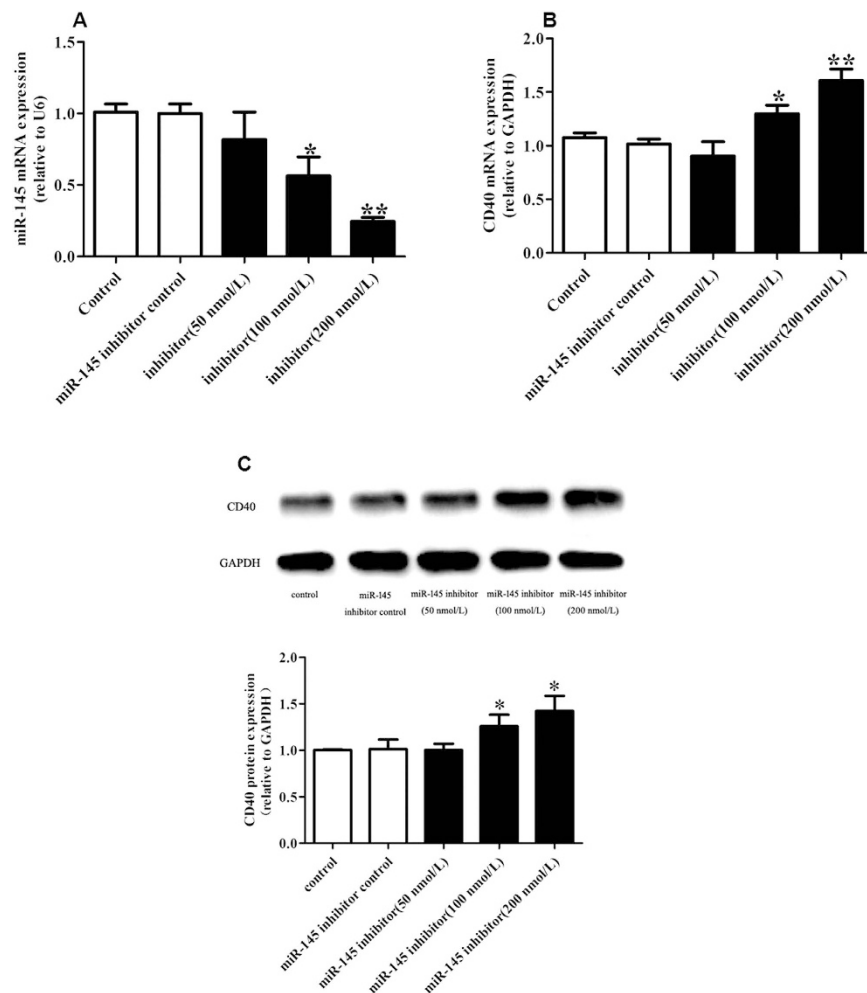 A
miR-145 mRNA expression
(relative to U6)
1.5
1.0
0.5
0.0
*
**
Control
miR-145 inhibitor control
inhibitor(50 nmol/L)
inhibitor(100 nmol/L)
inhibitor(200 nmol/L)
B
CD40 mRNA expression
(relative to GAPDH)
2.0
1.5
1.0
0.5
0.0
*
**
Control
miR-145 inhibitor control
inhibitor(50 nmol/L)
inhibitor(100 nmol/L)
inhibitor(200 nmol/L)
C
CD40
GAPDH
control
miR-145
inhibitor control
miR-145 inhibitor
(50 nmol/L)
miR-145 inhibitor
(100 nmol/L)
miR-145 inhibitor
(200 nmol/L)
CD40 protein expression
(relative to GAPDH)
2.0
1.5
1.0
0.5
0.0
*
*
control
miR-145 inhibitor control
miR-145 inhibitor(50 nmol/L)
miR-145 inhibitor(100 nmol/L)
miR-145 inhibitor(200 nmol/L)